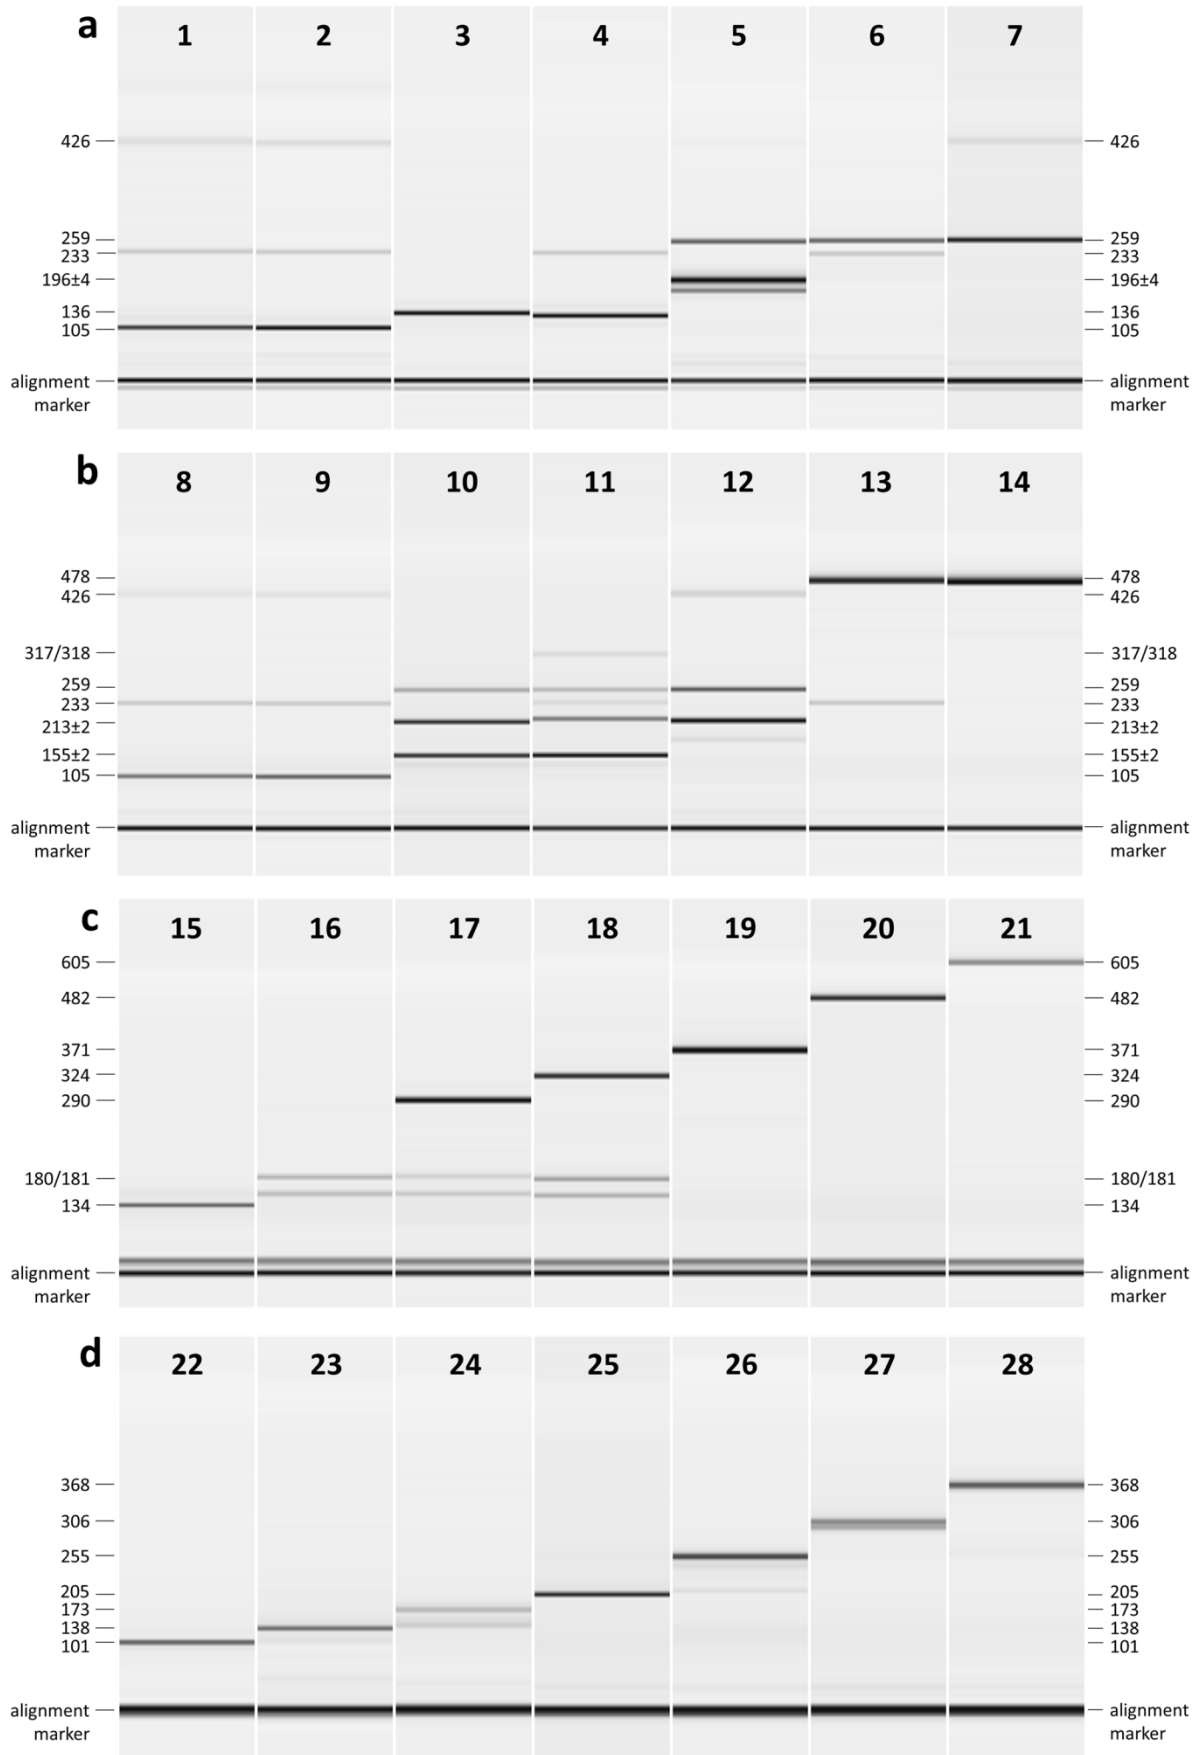 a 1 2 3 4 5 6 7
426 426
259 259
233 233
196±4 196±4
136 136
105 105
alignment alignment
marker marker
b 8 9 10 11 12 13 14
478 478
426 426
317/318 317/318
259 259
233 233
213±2 213±2
155±2 155±2
105 105
alignment alignment
marker marker
c 15 16 17 18 19 20 21
605 605
482 482
371 371
324 324
290 290
180/181 180/181
134 134
alignment alignment
marker marker
d 22 23 24 25 26 27 28
368 368
306 306
255 255
205 205
173 173
138 138
101 101
alignment alignment
marker marker